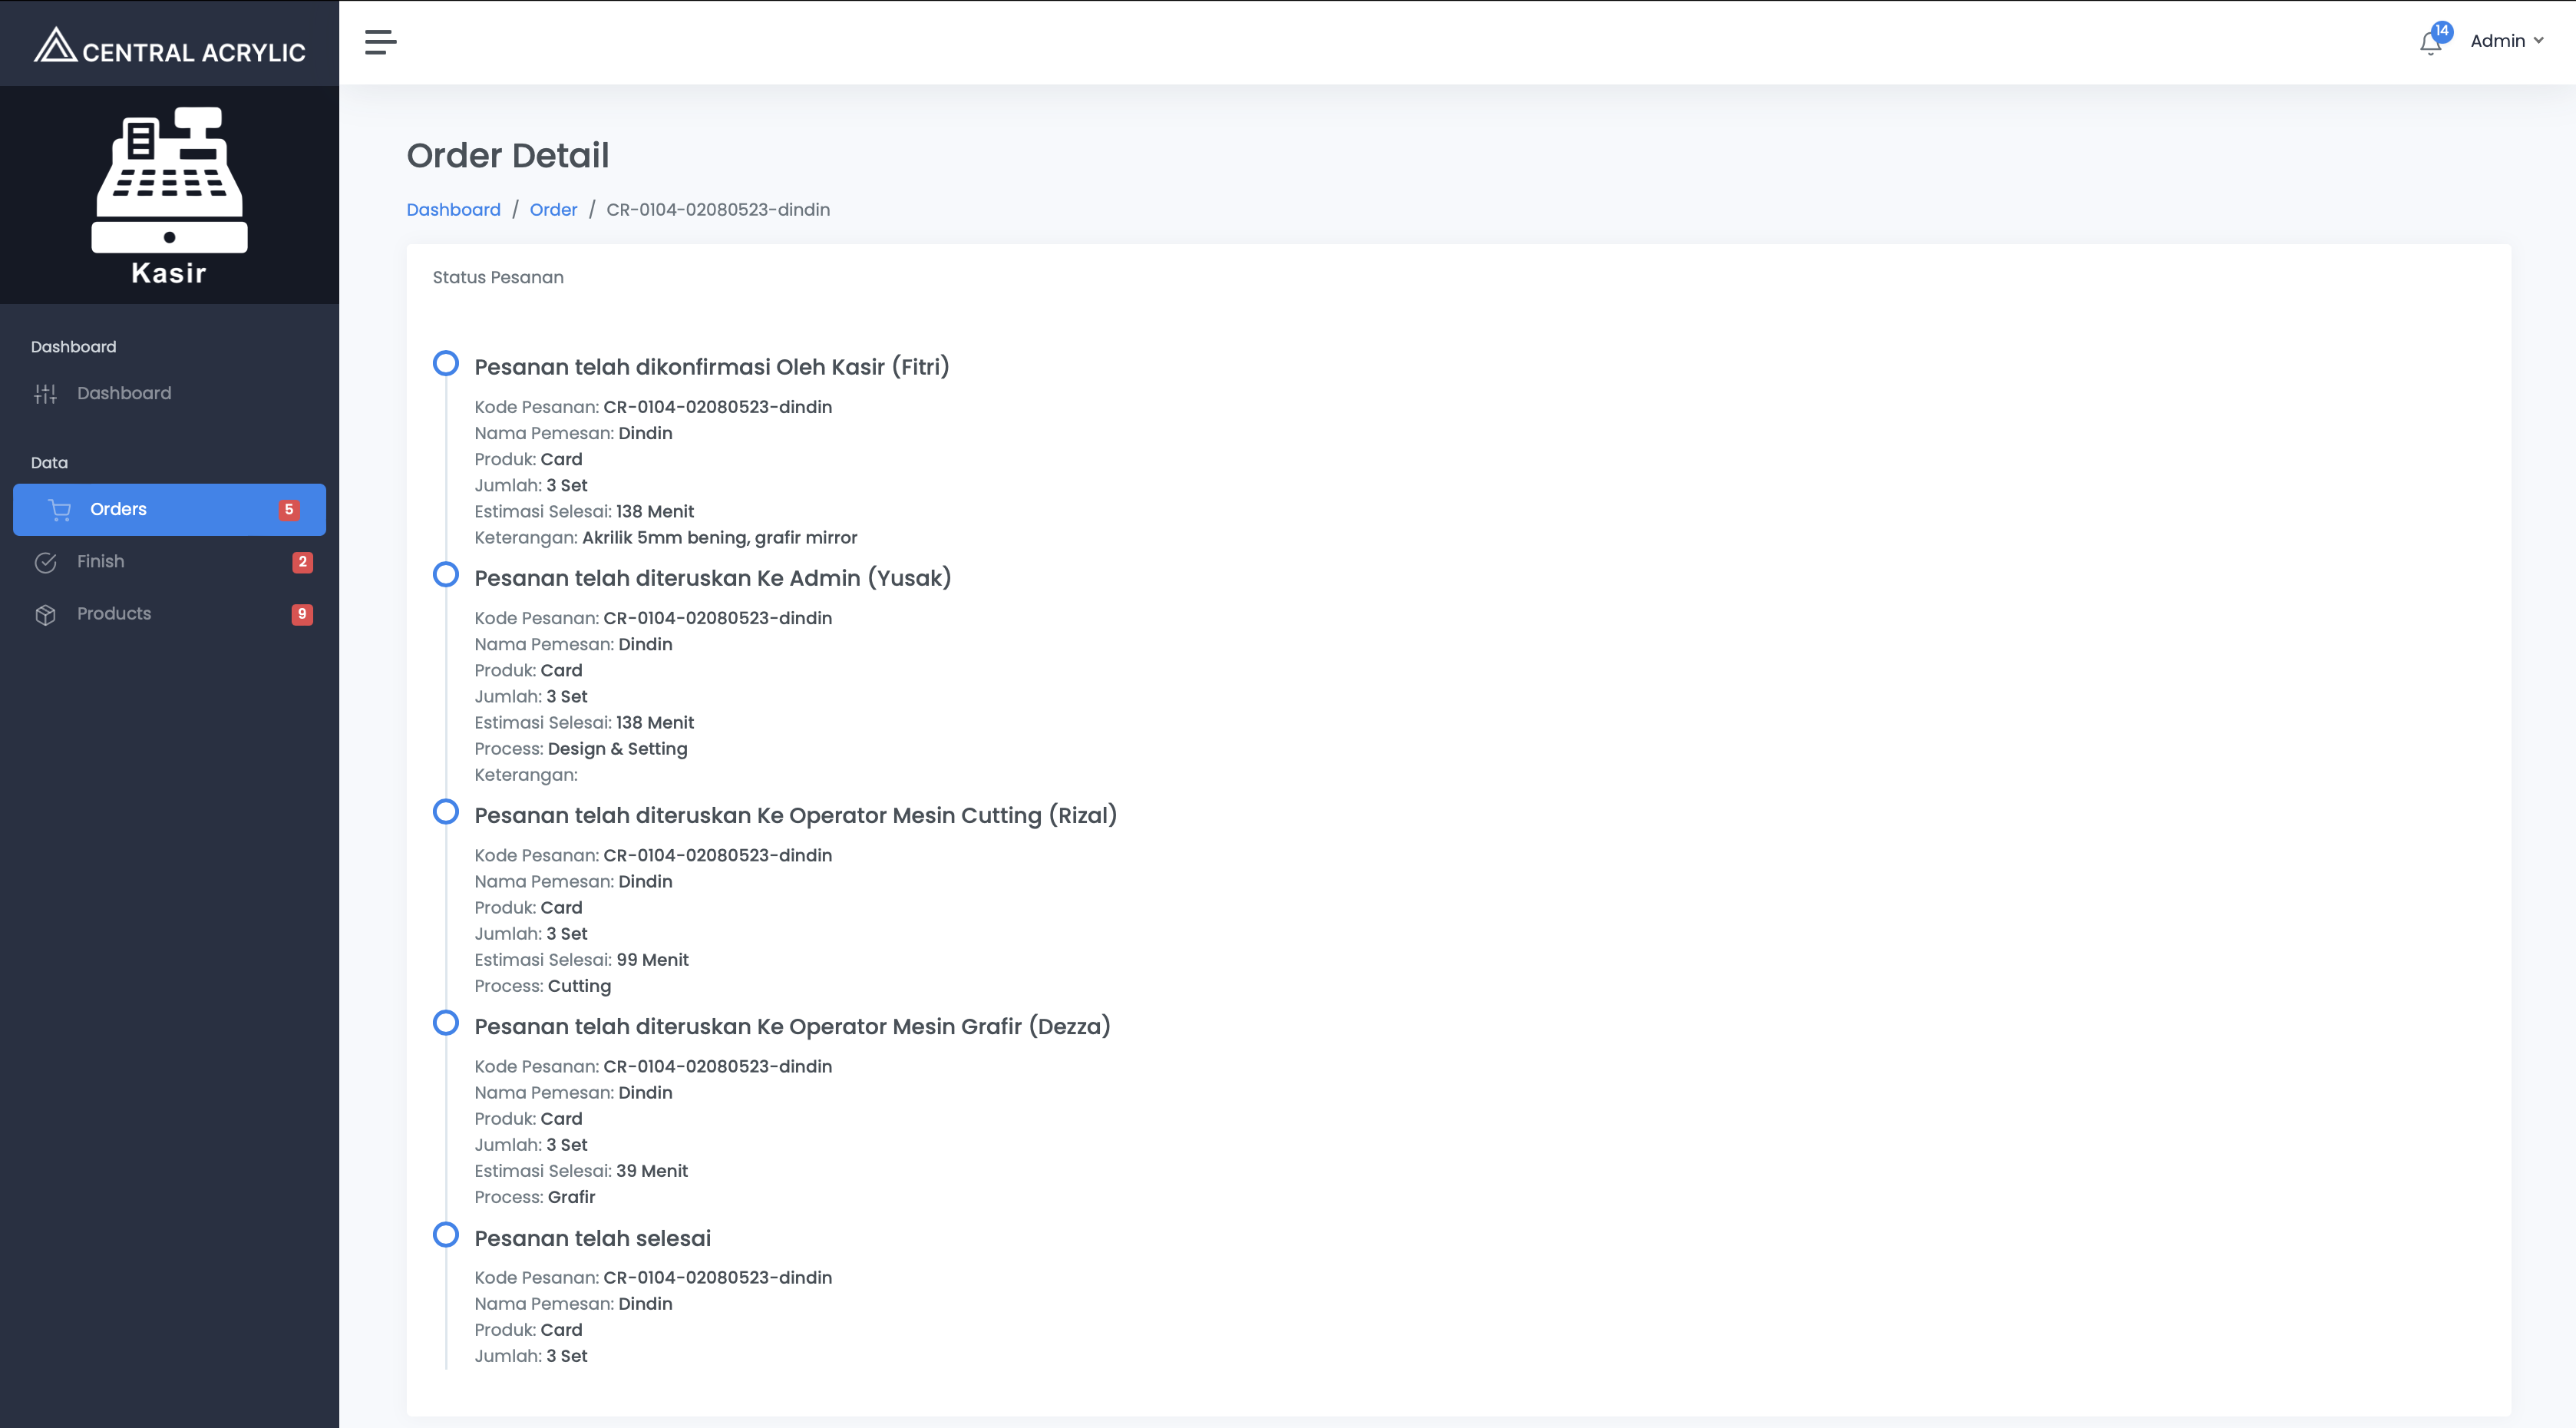 CENTRAL ACRYLIC
Kasir
Dashboard
Dashboard
Data
Orders 5
Finish 2
Products 9
14
Admin
Order Detail
Dashboard / Order / CR-0104-02080523-dindin
Status Pesanan
Pesanan telah dikonfirmasi Oleh Kasir (Fitri)
Kode Pesanan: CR-0104-02080523-dindin
Nama Pemesan: Dindin
Produk: Card
Jumlah: 3 Set
Estimasi Selesai: 138 Menit
Keterangan: Akrilik 5mm bening, grafir mirror
Pesanan telah diteruskan Ke Admin (Yusak)
Kode Pesanan: CR-0104-02080523-dindin
Nama Pemesan: Dindin
Produk: Card
Jumlah: 3 Set
Estimasi Selesai: 138 Menit
Process: Design & Setting
Keterangan:
Pesanan telah diteruskan Ke Operator Mesin Cutting (Rizal)
Kode Pesanan: CR-0104-02080523-dindin
Nama Pemesan: Dindin
Produk: Card
Jumlah: 3 Set
Estimasi Selesai: 99 Menit
Process: Cutting
Pesanan telah diteruskan Ke Operator Mesin Grafir (Dezza)
Kode Pesanan: CR-0104-02080523-dindin
Nama Pemesan: Dindin
Produk: Card
Jumlah: 3 Set
Estimasi Selesai: 39 Menit
Process: Grafir
Pesanan telah selesai
Kode Pesanan: CR-0104-02080523-dindin
Nama Pemesan: Dindin
Produk: Card
Jumlah: 3 Set